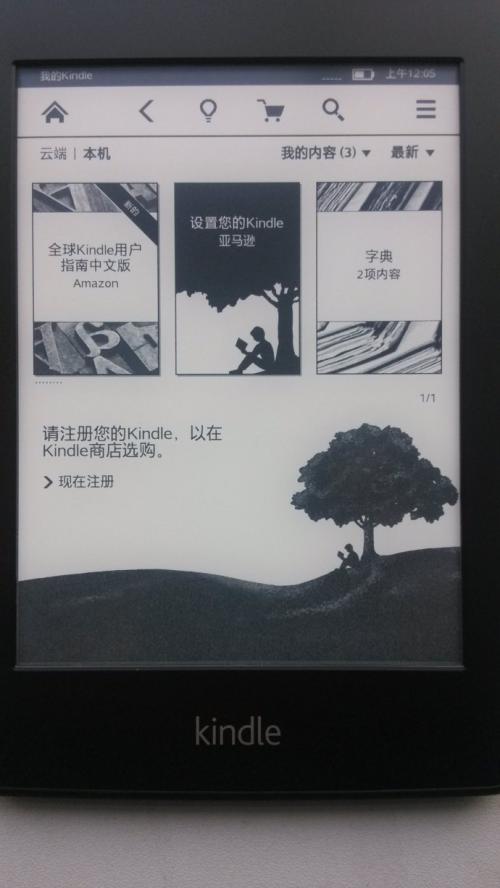 我的Kindle
上午12:05
云端 | 本机
我的内容 (3)
最新
新的
全球Kindle用户
指南中文版
Amazon
设置您的Kindle
亚马逊
字典
2项内容
1/1
请注册您的Kindle，以在
Kindle商店选购。
现在注册
kindle